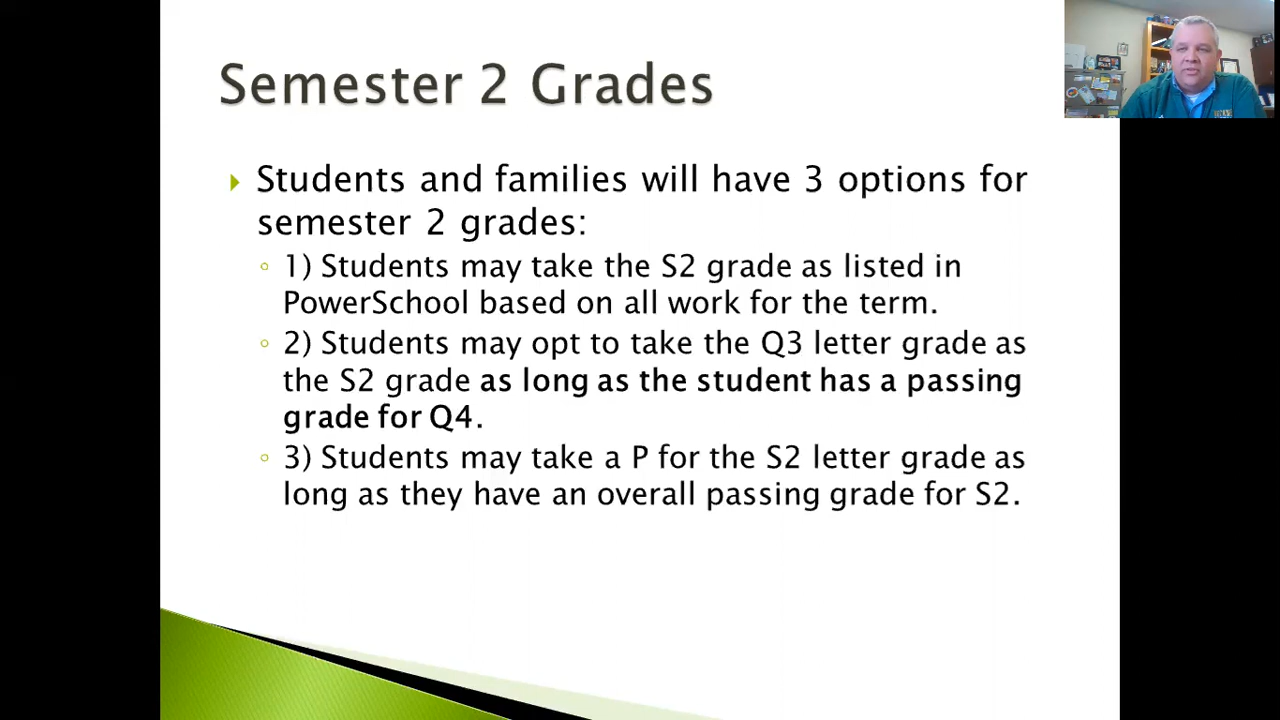 Semester 2 Grades
Students and families will have 3 options for
semester 2 grades:
1) Students may take the S2 grade as listed in
PowerSchool based on all work for the term.
2) Students may opt to take the Q3 letter grade as
the S2 grade as long as the student has a passing
grade for Q4.
3) Students may take a P for the S2 letter grade as
long as they have an overall passing grade for S2.